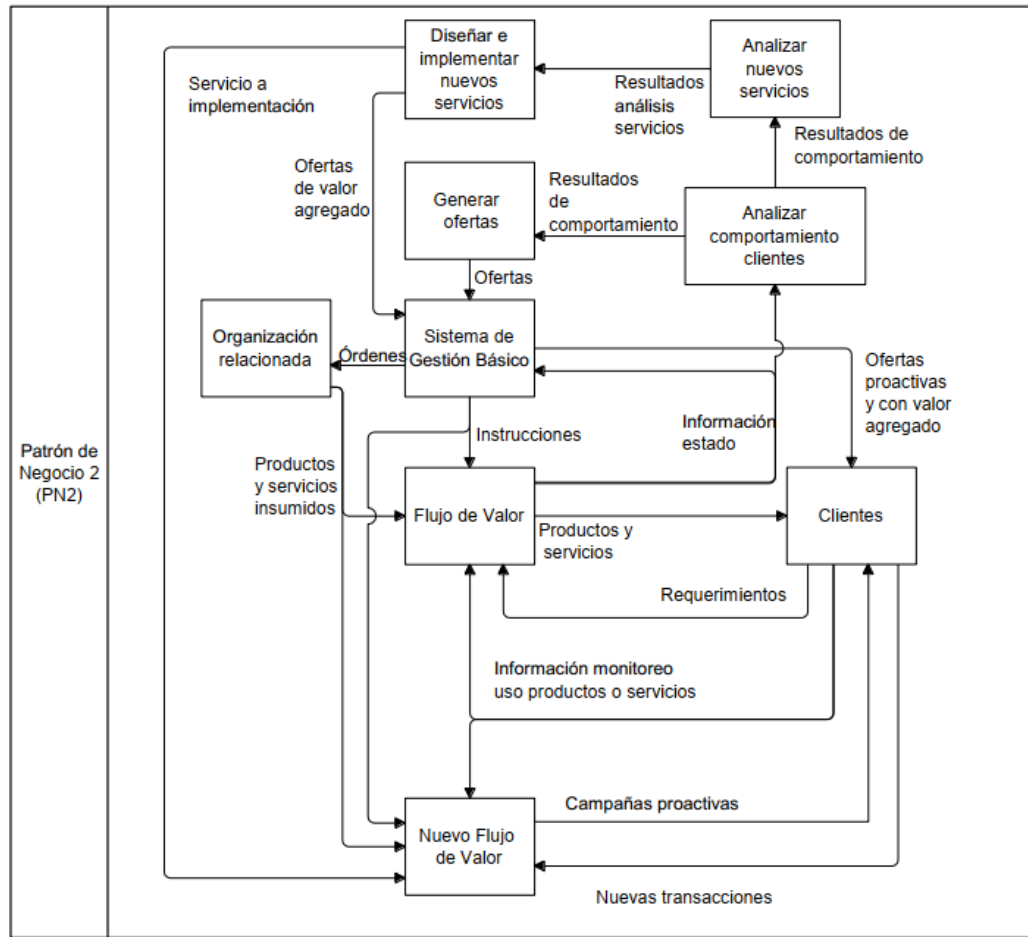 Patrón de
Negocio 2
(PN2)
Diseñar e
implementar
nuevos
servicios
Analizar
nuevos
servicios
Servicio a
implementación
Resultados
análisis
servicios
Resultados de
comportamiento
Ofertas
de valor
agregado
Generar
ofertas
Resultados
de
comportamiento
Analizar
comportamiento
clientes
Ofertas
Organización
relacionada
Órdenes
Sistema de
Gestión Básico
Ofertas
proactivas
y con valor
agregado
Instrucciones
Información
estado
Productos
y servicios
insumidos
Flujo de Valor
Productos y
servicios
Clientes
Requerimientos
Información monitoreo
uso productos o servicios
Campañas proactivas
Nuevo Flujo
de Valor
Nuevas transacciones